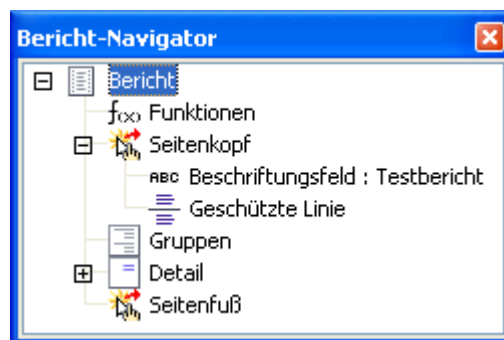 Bericht-Navigator
Bericht
f(x) Funktionen
Seitenkopf
ABC Beschriftungsfeld : Testbericht
Geschützte Linie
Gruppen
Detail
Seitenfuß